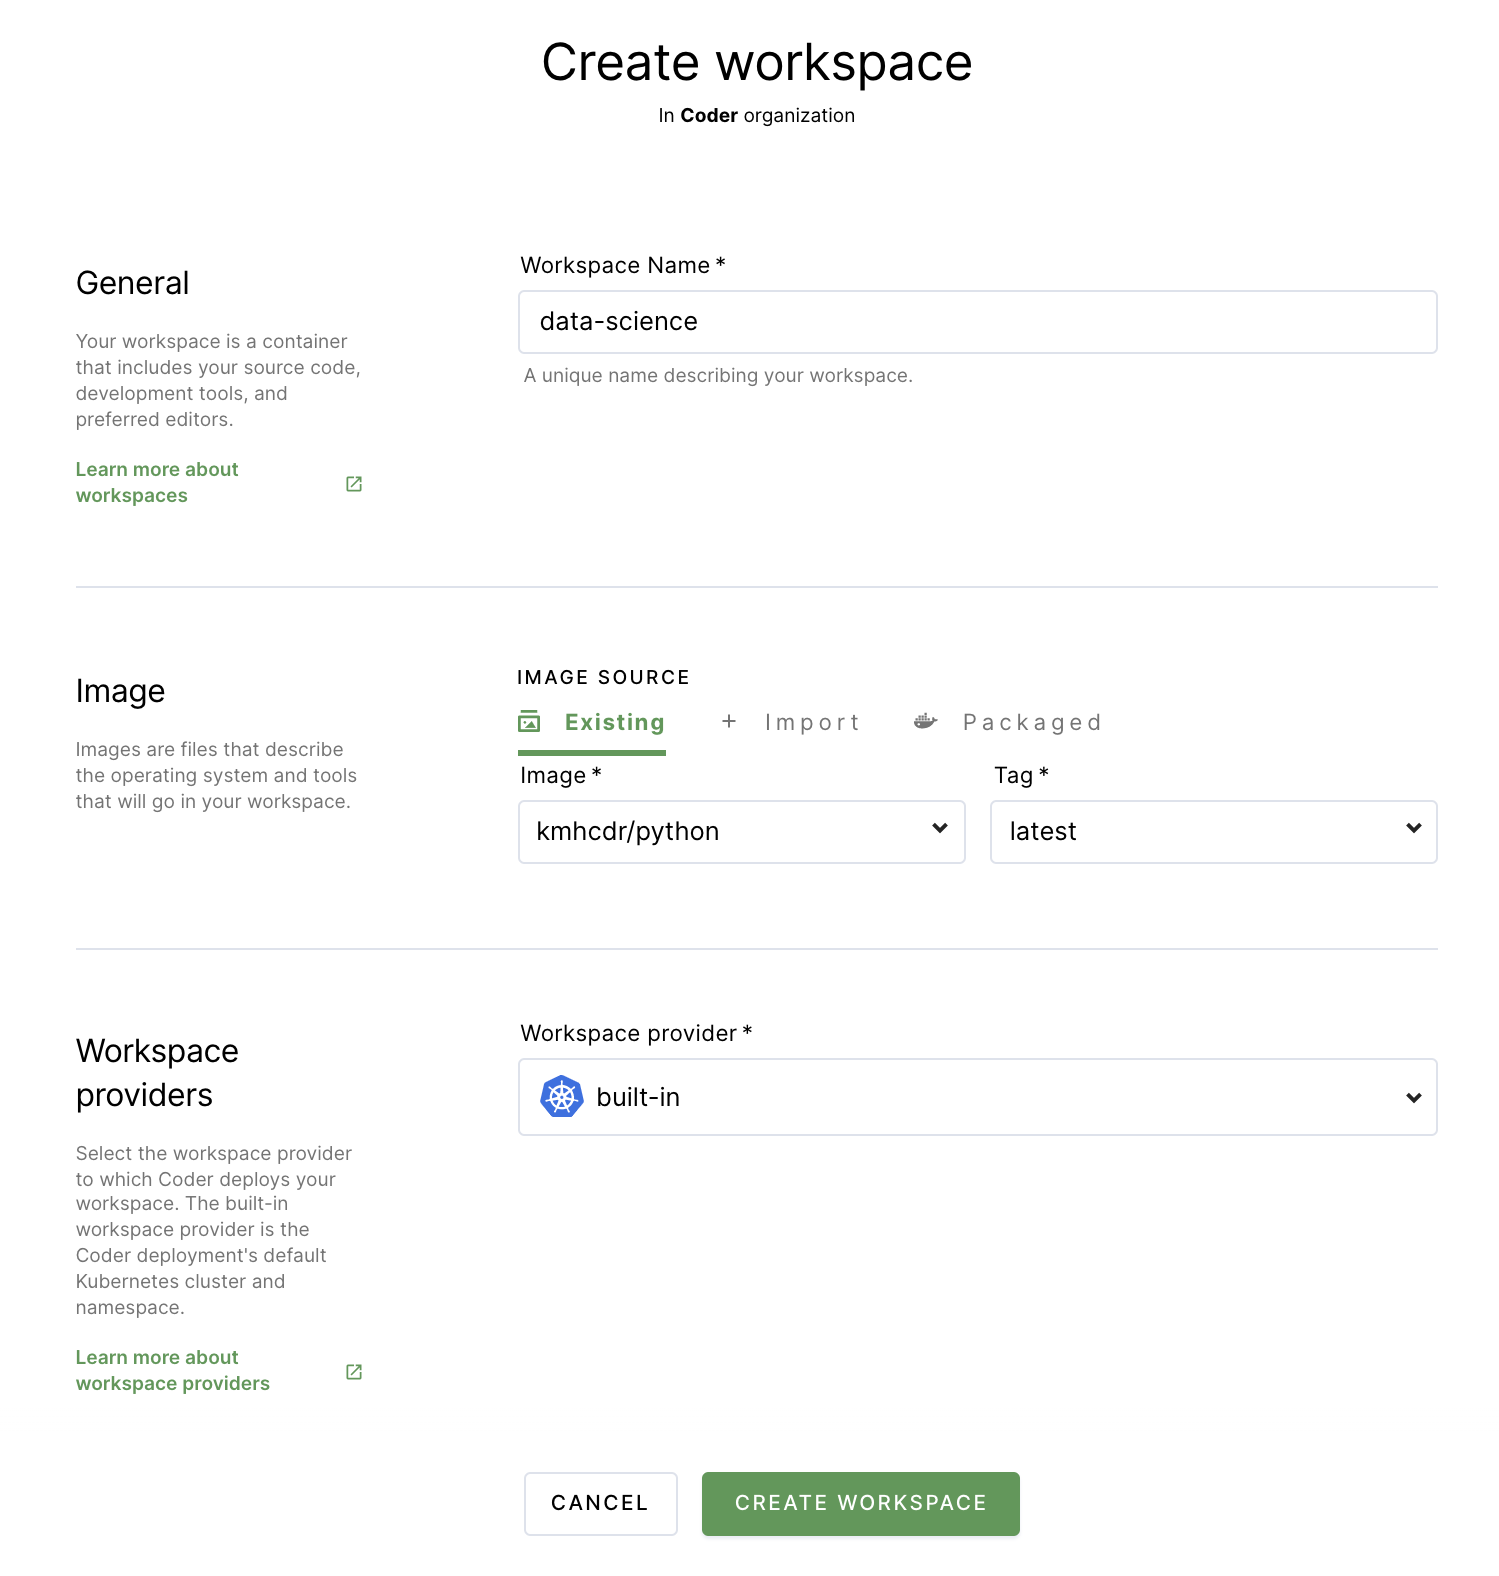 Create workspace
In Coder organization
General
Your workspace is a container
that includes your source code,
development tools, and
preferred editors.
Learn more about
workspaces
Workspace Name *
data-science
A unique name describing your workspace.
Image
Images are files that describe
the operating system and tools
that will go in your workspace.
IMAGE SOURCE
Existing + Import Packaged
Image * Tag *
kmhcdr/python latest
Workspace
providers
Select the workspace provider
to which Coder deploys your
workspace. The built-in
workspace provider is the
Coder deployment's default
Kubernetes cluster and
namespace.
Learn more about
workspace providers
Workspace provider *
built-in
CANCEL CREATE WORKSPACE